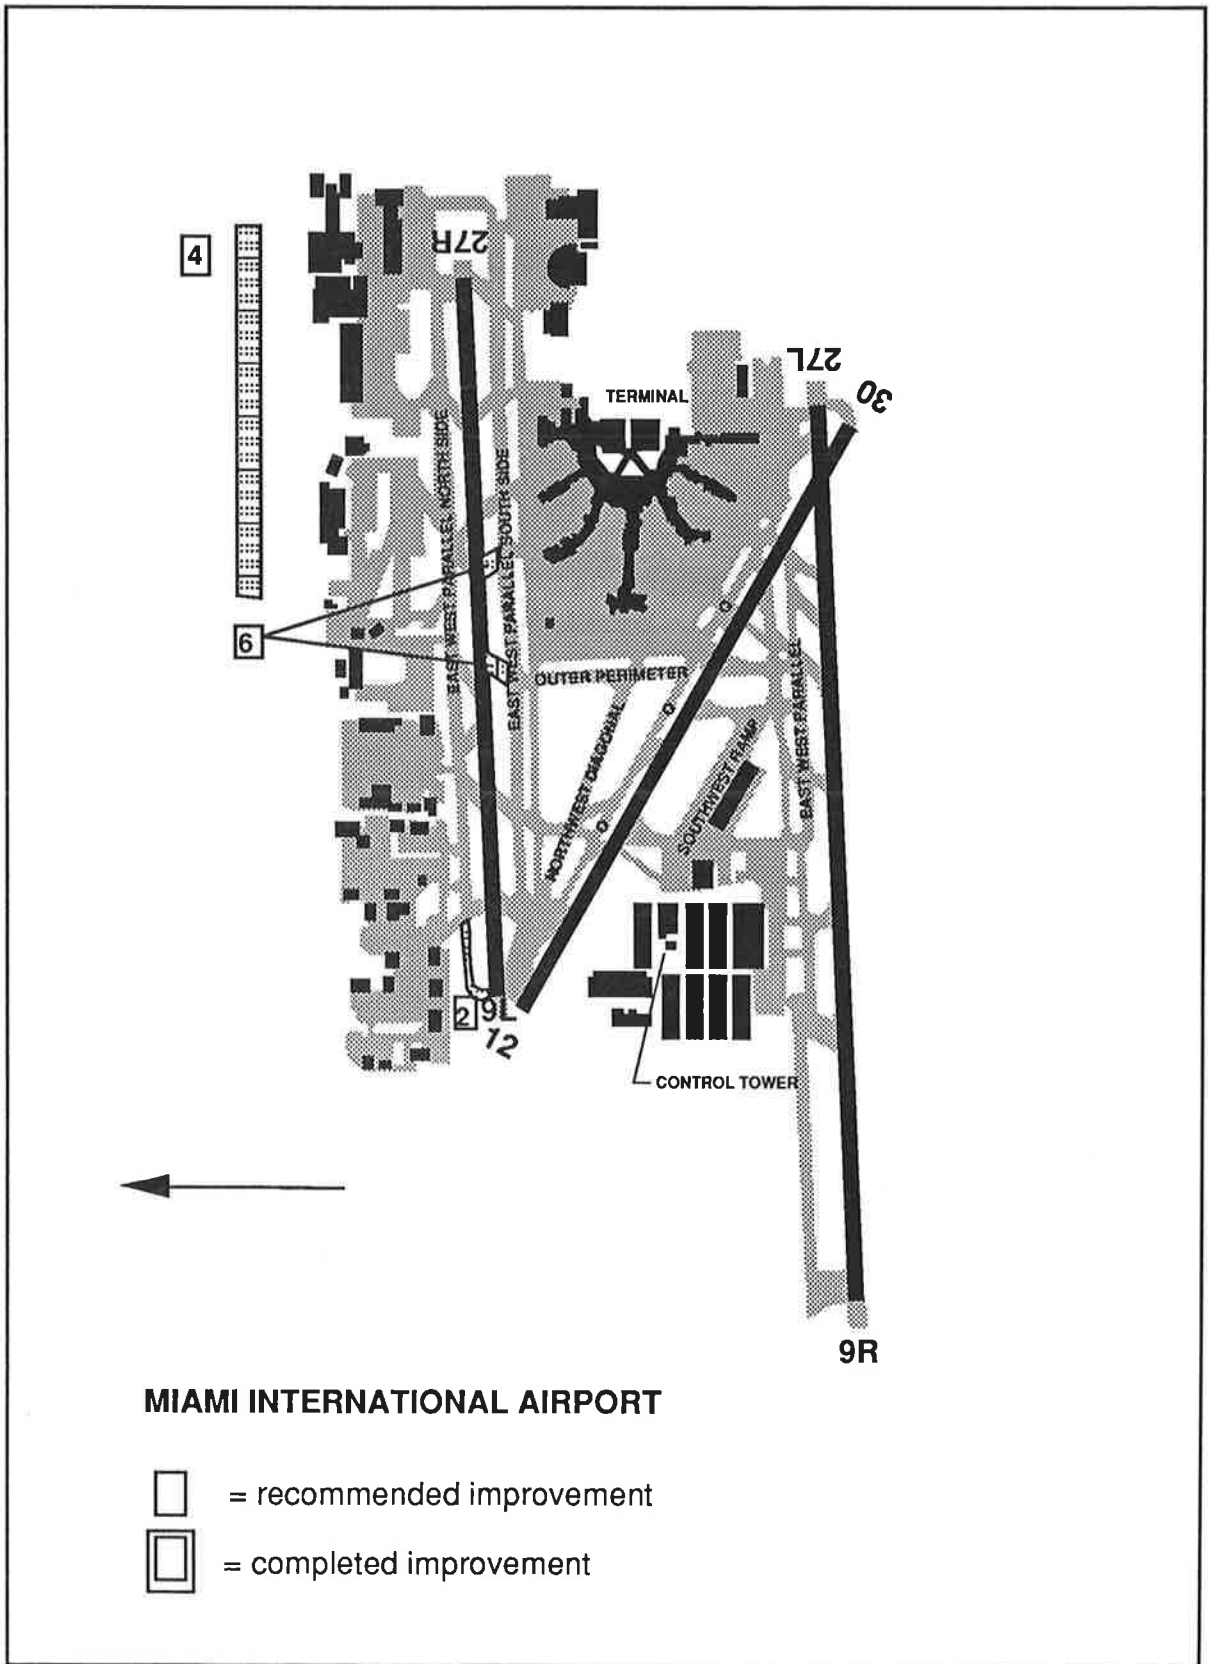 4
27R
27L
30
TERMINAL
EAST WEST PARALLEL NORTH SIDE
EAST WEST PARALLEL SOUTH SIDE
6
OUTER PERIMETER
NORTHWEST DIAGONAL
SOUTHWEST RAMP
EAST WEST PARALLEL
2
9L
12
CONTROL TOWER
9R
MIAMI INTERNATIONAL AIRPORT
= recommended improvement
= completed improvement